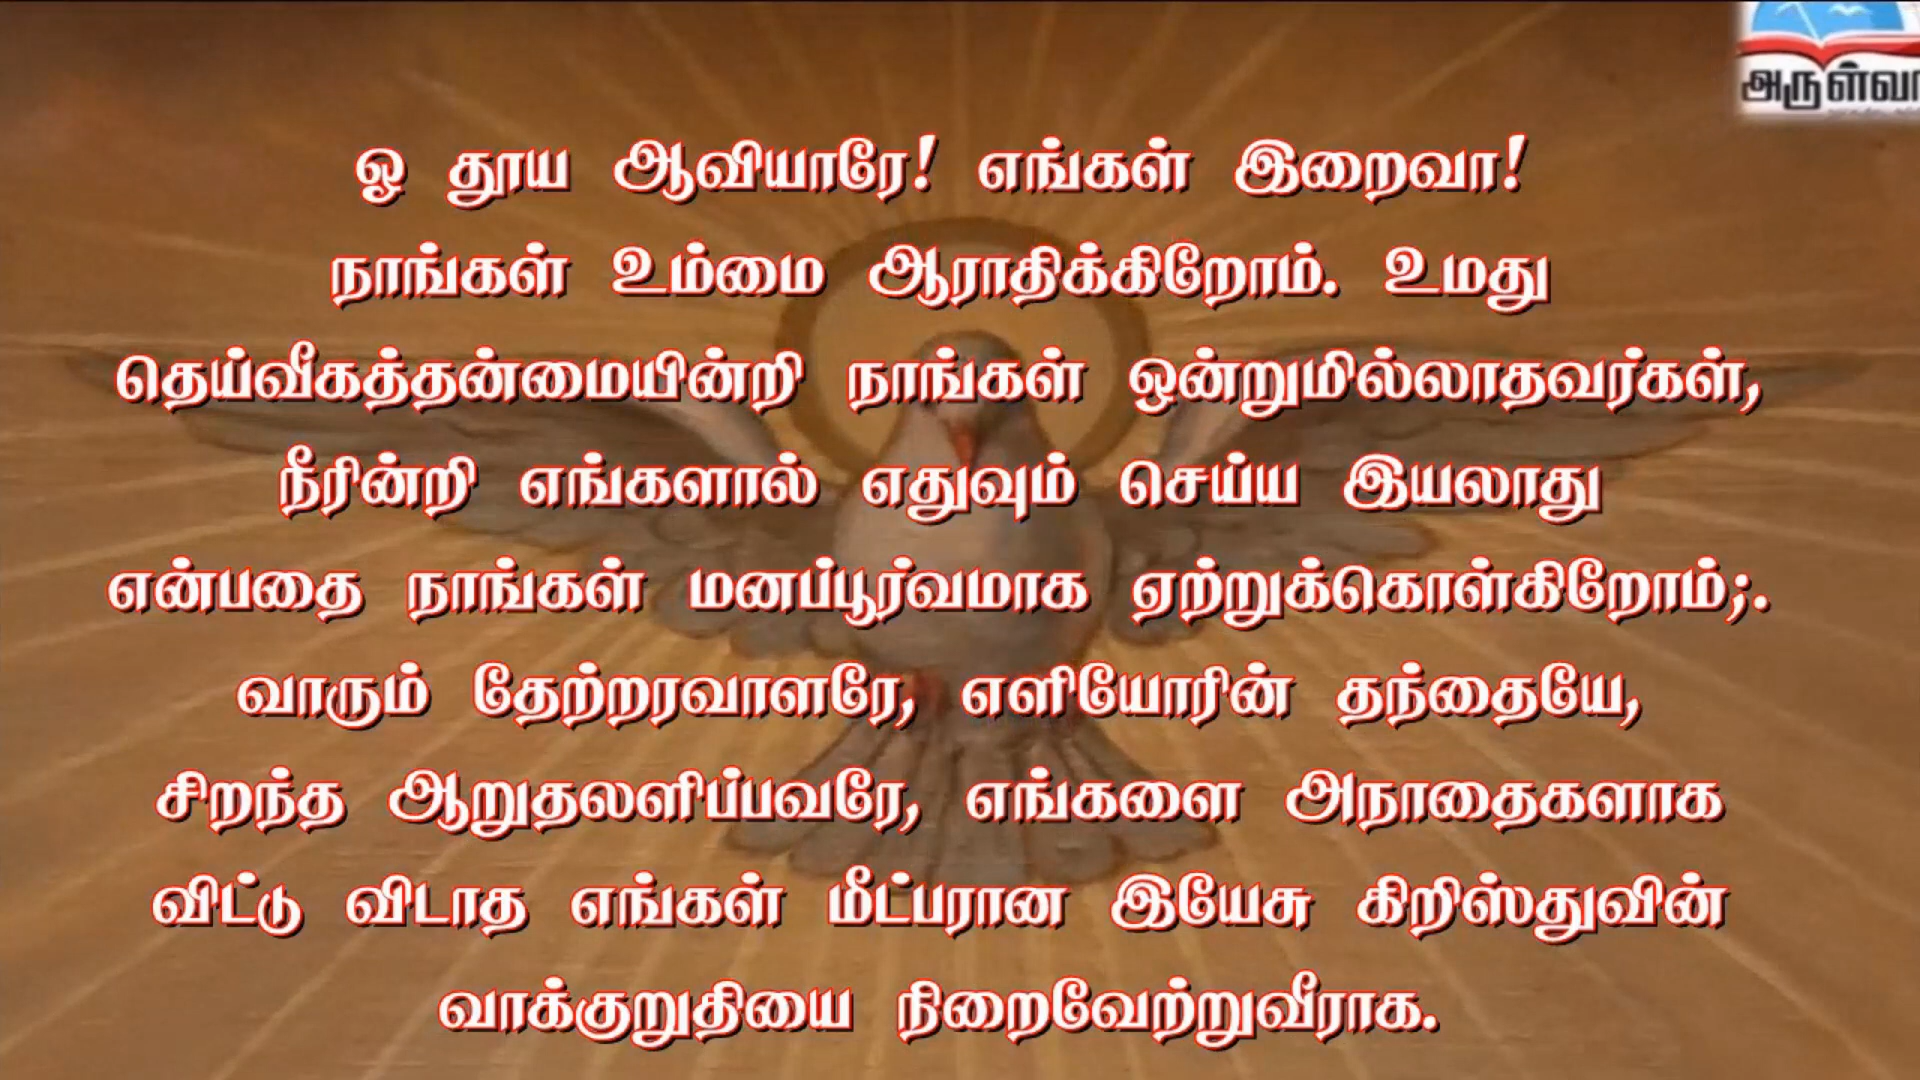 அருள்வா
ஓ தூய ஆவியாரே! எங்கள் இறைவா!
நாங்கள் உம்மை ஆராதிக்கிறோம். உமது
தெய்வீகத்தன்மையின்றி நாங்கள் ஒன்றுமில்லாதவர்கள்,
நீரின்றி எங்களால் எதுவும் செய்ய இயலாது
என்பதை நாங்கள் மனப்பூர்வமாக ஏற்றுக்கொள்கிறோம்;.
வாரும் தேற்றரவாளரே, எளியோரின் தந்தையே,
சிறந்த ஆறுதலளிப்பவரே, எங்களை அநாதைகளாக
விட்டு விடாத எங்கள் மீட்பரான இயேசு கிறிஸ்துவின்
வாக்குறுதியை நிறைவேற்றுவீராக.